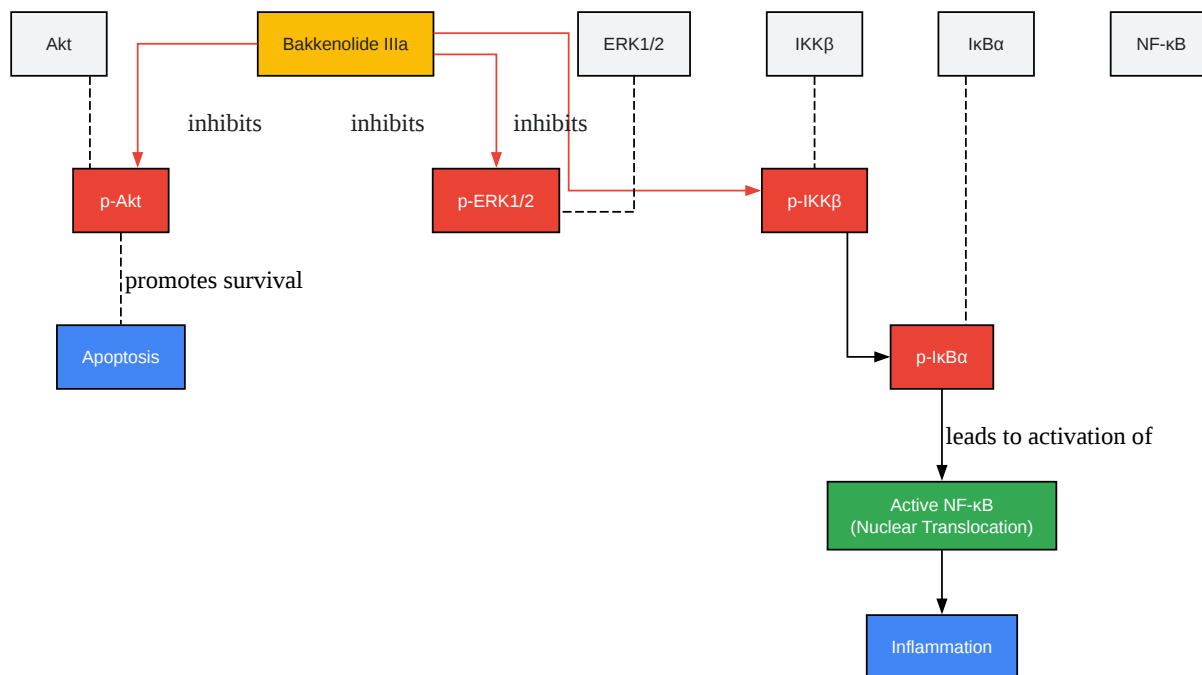 Akt
Bakkenolide IIIa
ERK1/2
IKKβ
IκBα
NF-κB
inhibits
inhibits
inhibits
p-Akt
p-ERK1/2
p-IKKβ
promotes survival
Apoptosis
p-IκBα
leads to activation of
Active NF-κB
(Nuclear Translocation)
Inflammation